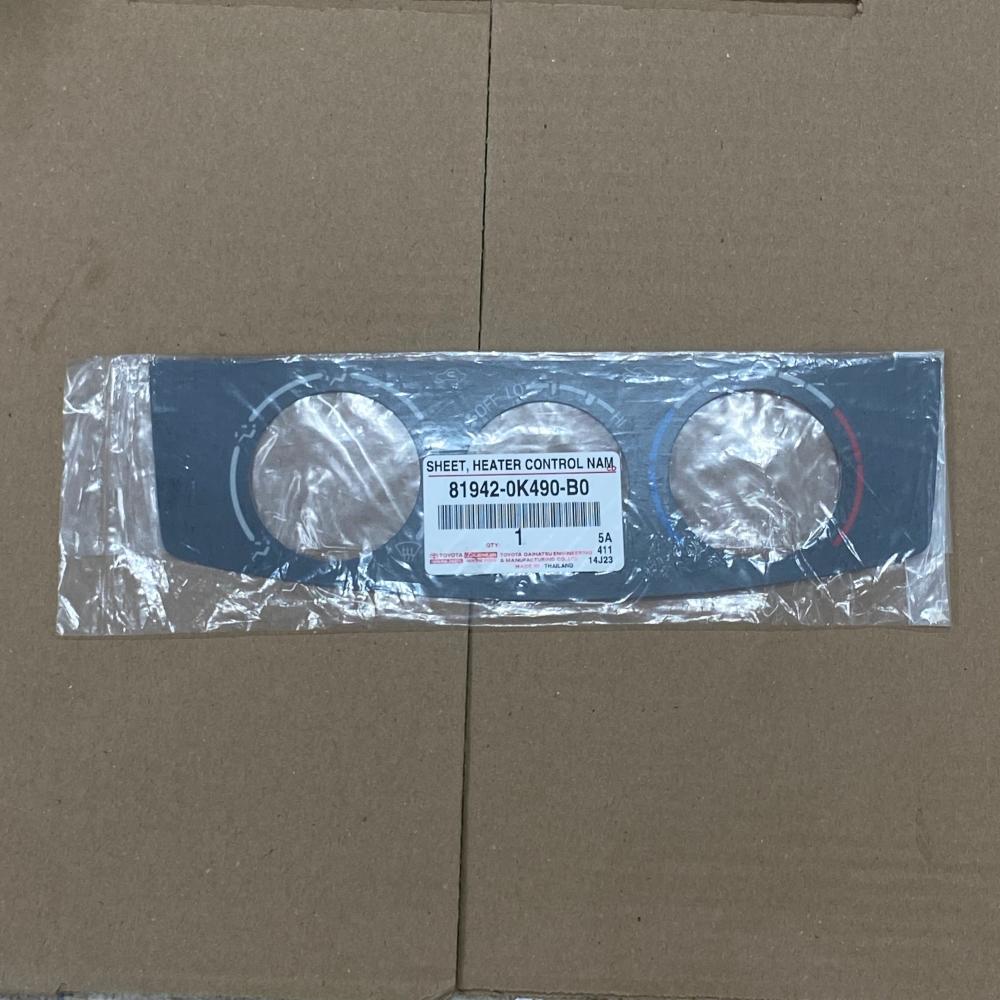 SHEET, HEATER CONTROL NAM
CD
81942-0K490-B0
QTY: 1
5A
TOYOTA TOYOTA DAIHATSU ENGINEERING 411
& MANUFACTURING CO.,LTD. 14J23
MADE IN THAILAND